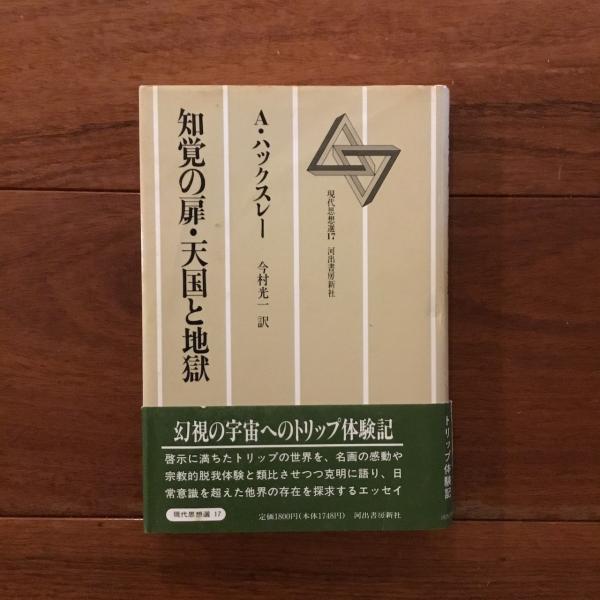 知覚の扉・天国と地獄
A・ハックスレー
今村光一 訳
現代思想選17 河出書房新社
幻視の宇宙へのトリップ体験記
啓示に満ちたトリップの世界を、名画の感動や
宗教的脱我体験と類比させつつ克明に語り、日
常意識を超えた他界の存在を探求するエッセイ
現代思想選 17
定価1800円(本体1748円) 河出書房新社
トリップ体験記